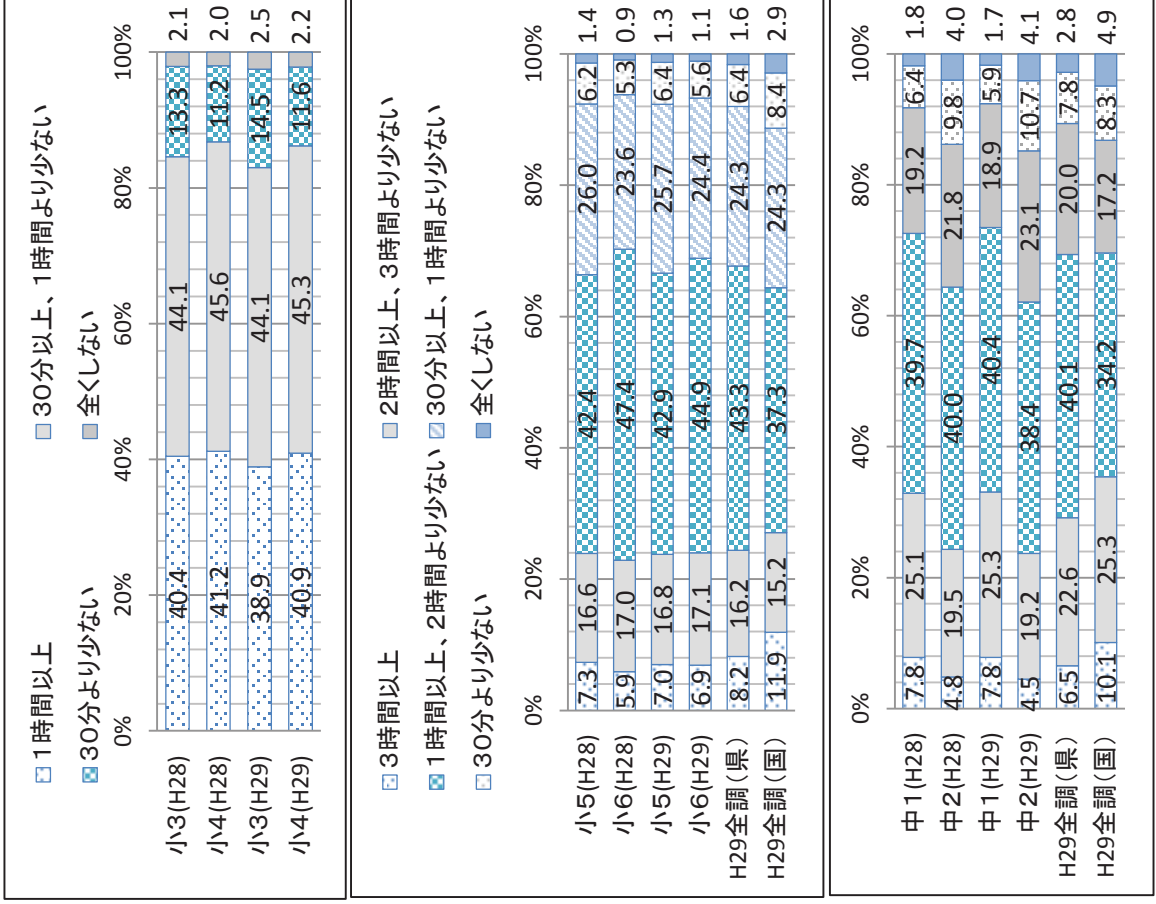 1時間以上
30分以上、1時間より少ない
30分より少ない
全くしない
0% 20% 40% 60% 80% 100%
小3(H28) 40.4 44.1 13.3 2.1
小4(H28) 41.2 45.6 11.2 2.0
小3(H29) 38.9 44.1 14.5 2.5
小4(H29) 40.9 45.3 11.6 2.2
3時間以上
2時間以上、3時間より少ない
1時間以上、2時間より少ない
30分以上、1時間より少ない
30分より少ない
全くしない
0% 20% 40% 60% 80% 100%
小5(H28) 7.3 16.6 42.4 26.0 6.2 1.4
小6(H28) 5.9 17.0 47.4 23.6 5.3 0.9
小5(H29) 7.0 16.8 42.9 25.7 6.4 1.3
小6(H29) 6.9 17.1 44.9 24.4 5.6 1.1
H29全調(県) 8.2 16.2 43.3 24.3 6.4 1.6
H29全調(国) 11.9 15.2 37.3 24.3 8.4 2.9
0% 20% 40% 60% 80% 100%
中1(H28) 7.8 25.1 39.7 19.2 6.4 1.8
中2(H28) 4.8 19.5 40.0 21.8 9.8 4.0
中1(H29) 7.8 25.3 40.4 18.9 5.9 1.7
中2(H29) 4.5 19.2 38.4 23.1 10.7 4.1
H29全調(県) 6.5 22.6 40.1 20.0 7.8 2.8
H29全調(国) 10.1 25.3 34.2 17.2 8.3 4.9